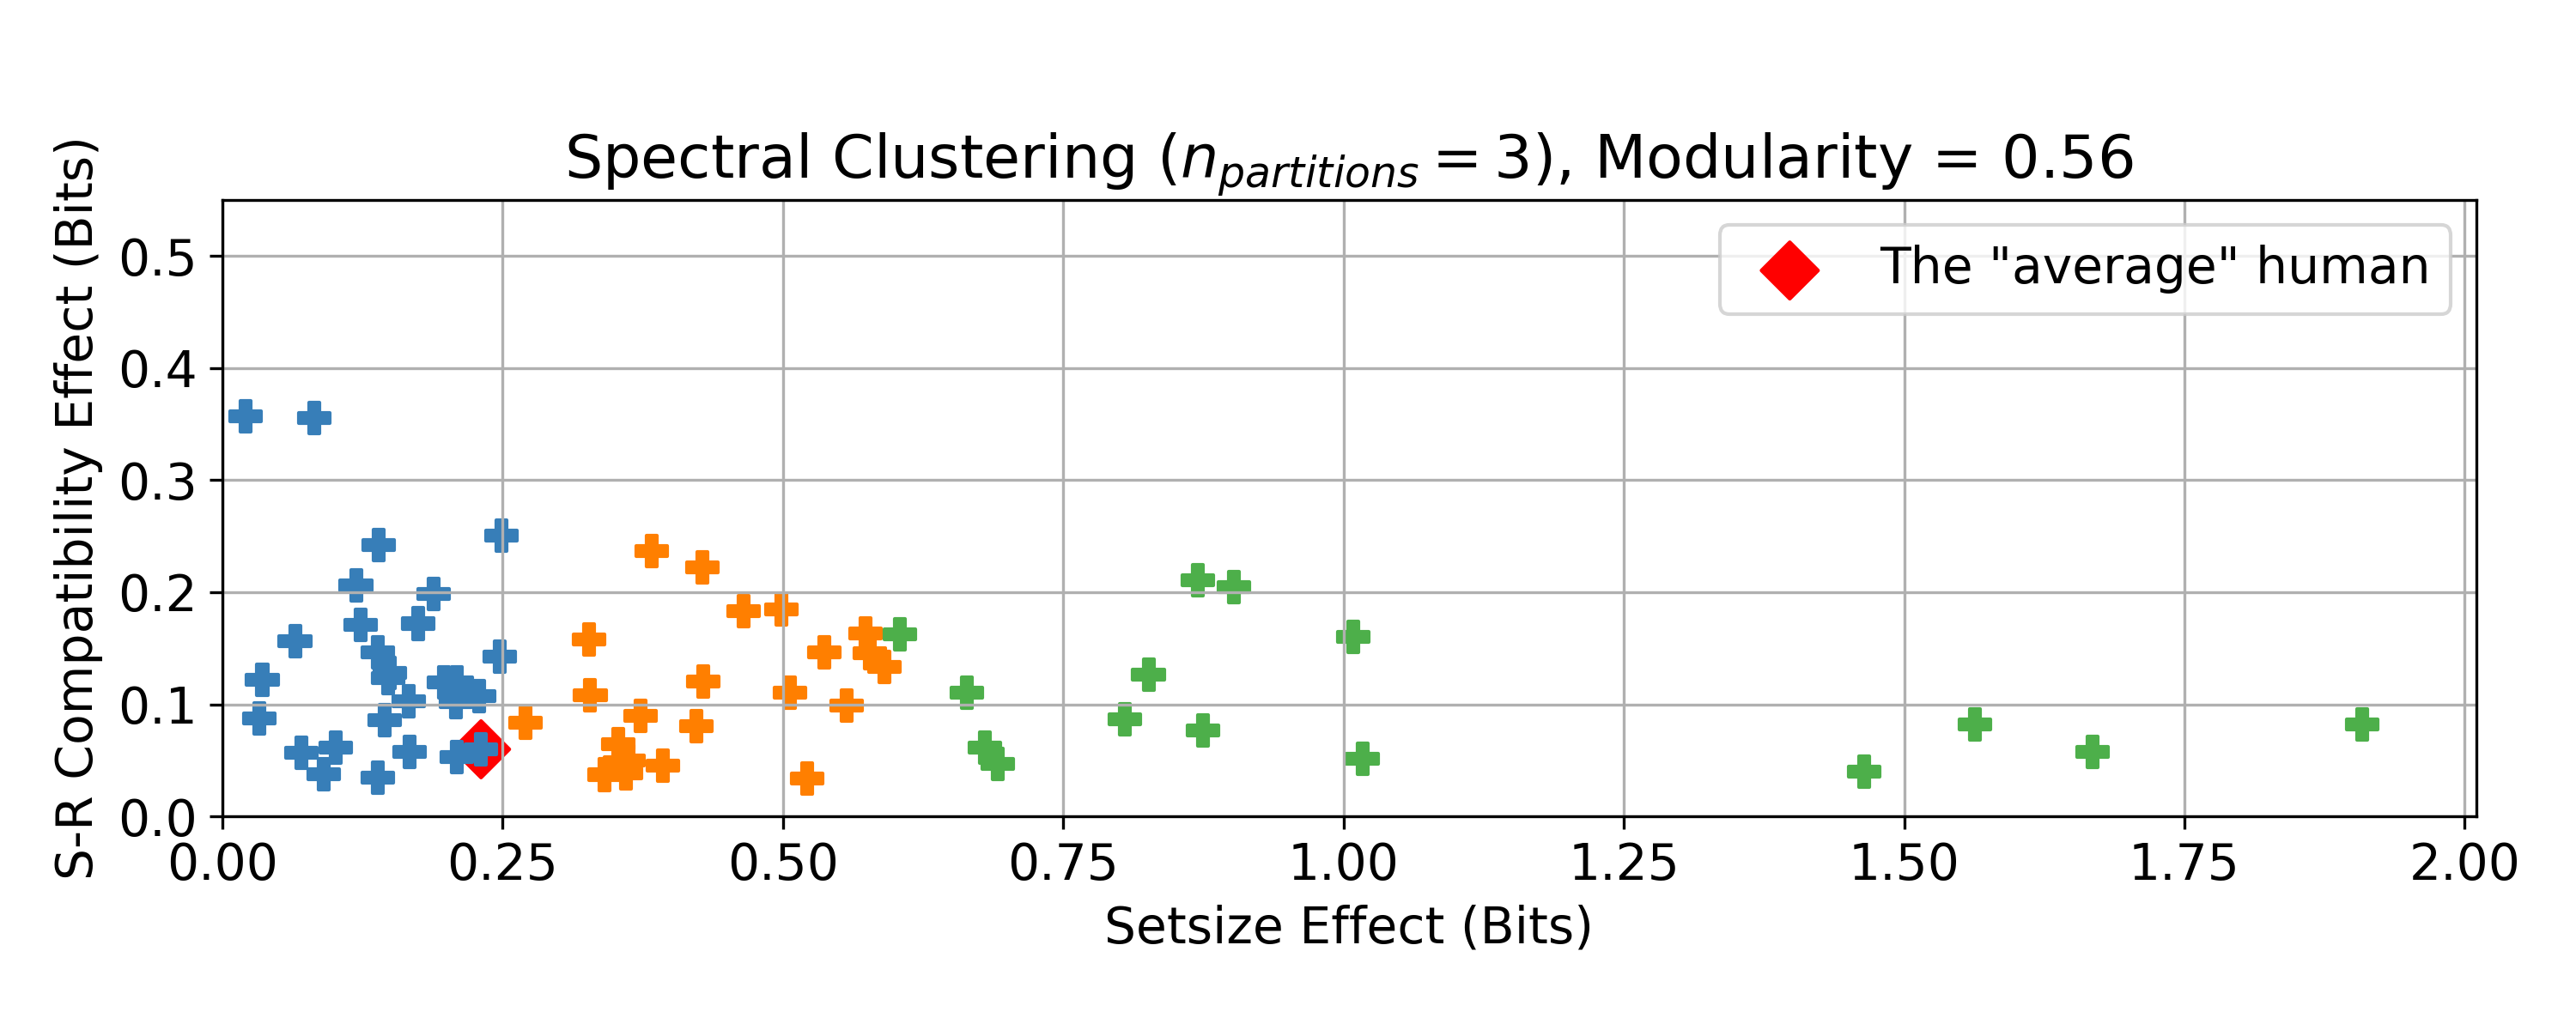 Spectral Clustering (n_partitions = 3), Modularity = 0.56
S-R Compatibility Effect (Bits)
0.5
0.4
0.3
0.2
0.1
0.0
The "average" human
0.00 0.25 0.50 0.75 1.00 1.25 1.50 1.75 2.00
Setsize Effect (Bits)